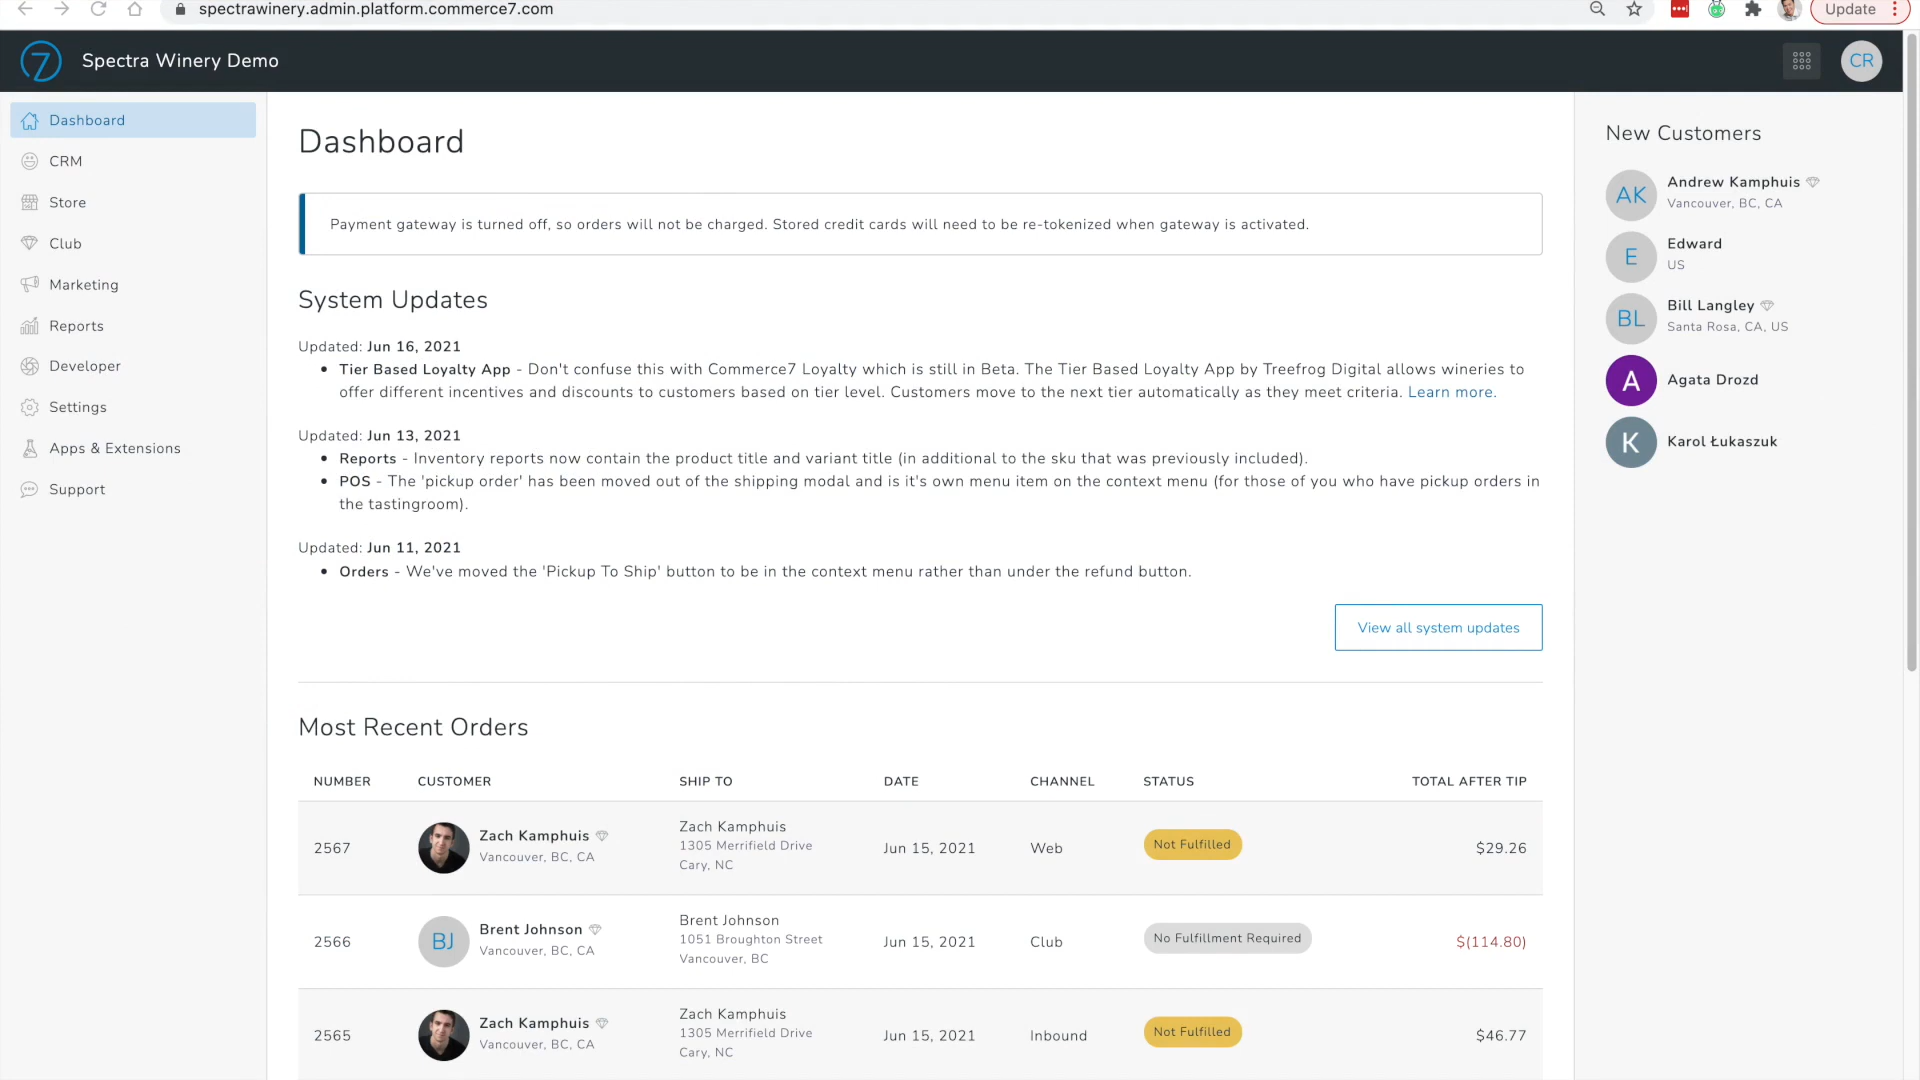 spectrawinery.admin.platform.commerce7.com
Update
7
Spectra Winery Demo
CR
Dashboard
CRM
Store
Club
Marketing
Reports
Developer
Settings
Apps & Extensions
Support
Dashboard
Payment gateway is turned off, so orders will not be charged. Stored credit cards will need to be re-tokenized when gateway is activated.
System Updates
Updated: Jun 16, 2021
• Tier Based Loyalty App - Don't confuse this with Commerce7 Loyalty which is still in Beta. The Tier Based Loyalty App by Treefrog Digital allows wineries to
offer different incentives and discounts to customers based on tier level. Customers move to the next tier automatically as they meet criteria. Learn more.
Updated: Jun 13, 2021
• Reports - Inventory reports now contain the product title and variant title (in additional to the sku that was previously included).
• POS - The 'pickup order' has been moved out of the shipping modal and is it's own menu item on the context menu (for those of you who have pickup orders in
the tastingroom).
Updated: Jun 11, 2021
• Orders - We've moved the 'Pickup To Ship' button to be in the context menu rather than under the refund button.
View all system updates
Most Recent Orders
NUMBER CUSTOMER SHIP TO DATE CHANNEL STATUS TOTAL AFTER TIP
2567
Zach Kamphuis
Vancouver, BC, CA
Zach Kamphuis
1305 Merrifield Drive
Cary, NC
Jun 15, 2021
Web
Not Fulfilled
$29.26
2566
BJ
Brent Johnson
Vancouver, BC, CA
Brent Johnson
1051 Broughton Street
Vancouver, BC
Jun 15, 2021
Club
No Fulfillment Required
$(114.80)
2565
Zach Kamphuis
Vancouver, BC, CA
Zach Kamphuis
1305 Merrifield Drive
Cary, NC
Jun 15, 2021
Inbound
Not Fulfilled
$46.77
New Customers
AK
Andrew Kamphuis
Vancouver, BC, CA
E
Edward
US
BL
Bill Langley
Santa Rosa, CA, US
A
Agata Drozd
K
Karol Łukaszuk